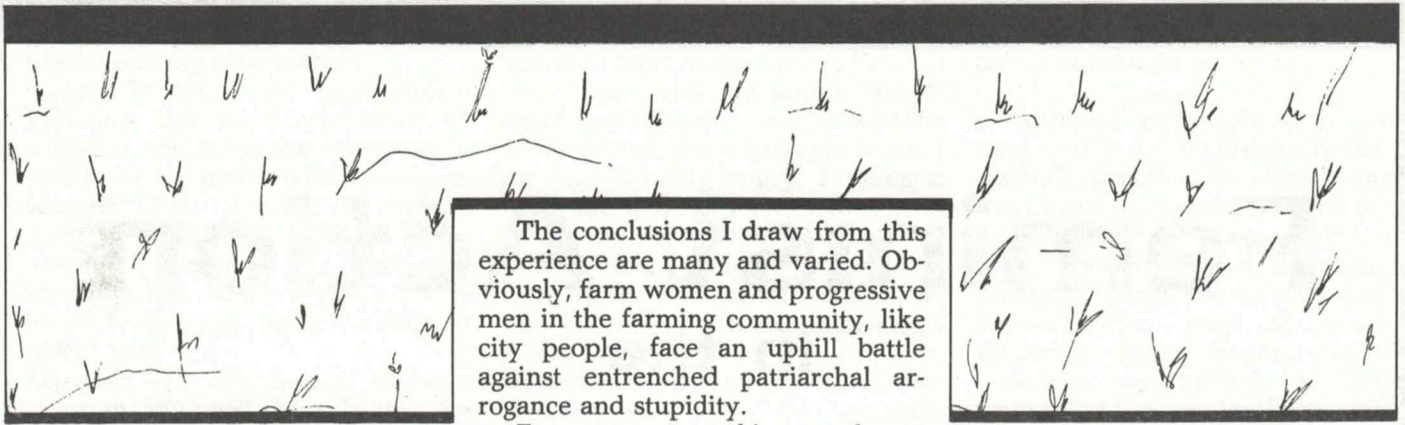 The conclusions I draw from this
experience are many and varied. Ob-
viously, farm women and progressive
men in the farming community, like
city people, face an uphill battle
against entrenched patriarchal ar-
rogance and stupidity.